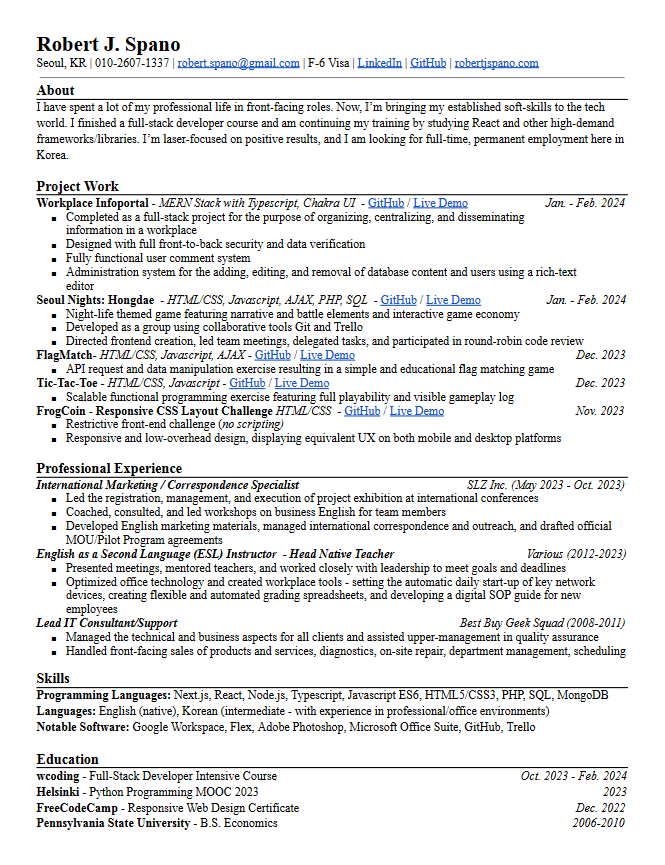 Robert J. Spano
Seoul, KR | 010-2607-1337 | robert.spano@gmail.com | F-6 Visa | LinkedIn | GitHub | robertjspano.com
About
I have spent a lot of my professional life in front-facing roles. Now, I'm bringing my established soft-skills to the tech
world. I finished a full-stack developer course and am continuing my training by studying React and other high-demand
frameworks/libraries. I'm laser-focused on positive results, and I am looking for full-time, permanent employment here in
Korea.
Project Work
Workplace Infoportal - MERN Stack with Typescript, Chakra UI - GitHub / Live Demo Jan. - Feb. 2024
■ Completed as a full-stack project for the purpose of organizing, centralizing, and disseminating
information in a workplace
■ Designed with full front-to-back security and data verification
■ Fully functional user comment system
■ Administration system for the adding, editing, and removal of database content and users using a rich-text
editor
Seoul Nights: Hongdae - HTML/CSS, Javascript, AJAX, PHP, SQL - GitHub / Live Demo Jan. - Feb. 2024
■ Night-life themed game featuring narrative and battle elements and interactive game economy
■ Developed as a group using collaborative tools Git and Trello
■ Directed frontend creation, led team meetings, delegated tasks, and participated in round-robin code review
FlagMatch- HTML/CSS, Javascript, AJAX - GitHub / Live Demo Dec. 2023
■ API request and data manipulation exercise resulting in a simple and educational flag matching game
Tic-Tac-Toe - HTML/CSS, Javascript - GitHub / Live Demo Dec. 2023
■ Scalable functional programming exercise featuring full playability and visible gameplay log
FrogCoin - Responsive CSS Layout Challenge HTML/CSS - GitHub / Live Demo Nov. 2023
■ Restrictive front-end challenge (no scripting)
■ Responsive and low-overhead design, displaying equivalent UX on both mobile and desktop platforms
Professional Experience
International Marketing / Correspondence Specialist SLZ Inc. (May 2023 - Oct. 2023)
■ Led the registration, management, and execution of project exhibition at international conferences
■ Coached, consulted, and led workshops on business English for team members
■ Developed English marketing materials, managed international correspondence and outreach, and drafted official
MOU/Pilot Program agreements
English as a Second Language (ESL) Instructor - Head Native Teacher Various (2012-2023)
■ Presented meetings, mentored teachers, and worked closely with leadership to meet goals and deadlines
■ Optimized office technology and created workplace tools - setting the automatic daily start-up of key network
devices, creating flexible and automated grading spreadsheets, and developing a digital SOP guide for new
employees
Lead IT Consultant/Support Best Buy Geek Squad (2008-2011)
■ Managed the technical and business aspects for all clients and assisted upper-management in quality assurance
■ Handled front-facing sales of products and services, diagnostics, on-site repair, department management, scheduling
Skills
Programming Languages: Next.js, React, Node.js, Typescript, Javascript ES6, HTML5/CSS3, PHP, SQL, MongoDB
Languages: English (native), Korean (intermediate - with experience in professional/office environments)
Notable Software: Google Workspace, Flex, Adobe Photoshop, Microsoft Office Suite, GitHub, Trello
Education
wcoding - Full-Stack Developer Intensive Course Oct. 2023 - Feb. 2024
Helsinki - Python Programming MOOC 2023 2023
FreeCodeCamp - Responsive Web Design Certificate Dec. 2022
Pennsylvania State University - B.S. Economics 2006-2010